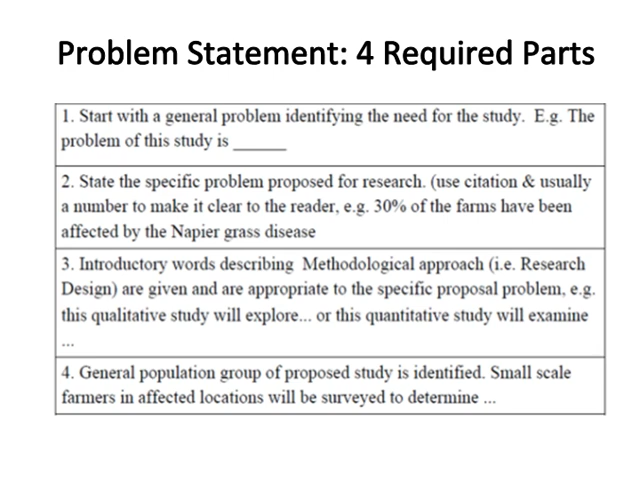 Problem Statement: 4 Required Parts
1. Start with a general problem identifying the need for the study. E.g. The
problem of this study is ______
2. State the specific problem proposed for research. (use citation & usually
a number to make it clear to the reader, e.g. 30% of the farms have been
affected by the Napier grass disease
3. Introductory words describing Methodological approach (i.e. Research
Design) are given and are appropriate to the specific proposal problem, e.g.
this qualitative study will explore... or this quantitative study will examine
...
4. General population group of proposed study is identified. Small scale
farmers in affected locations will be surveyed to determine ...